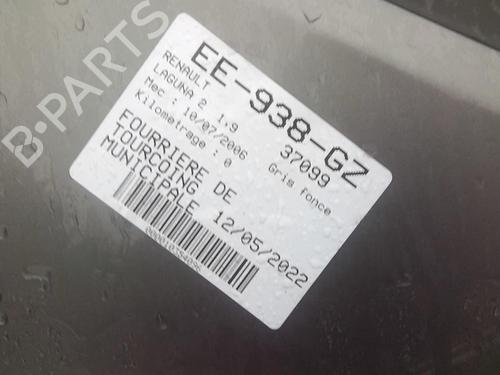 B-PARTS
EE-938-GZ
RENAULT 37099
LAGUNA 2 1,9 Gris fonce
Mec : 10/07/2006
Kilometrage : 0
FOURRIERE DE
TOURCOING
MUNICIPALE 12/05/2022